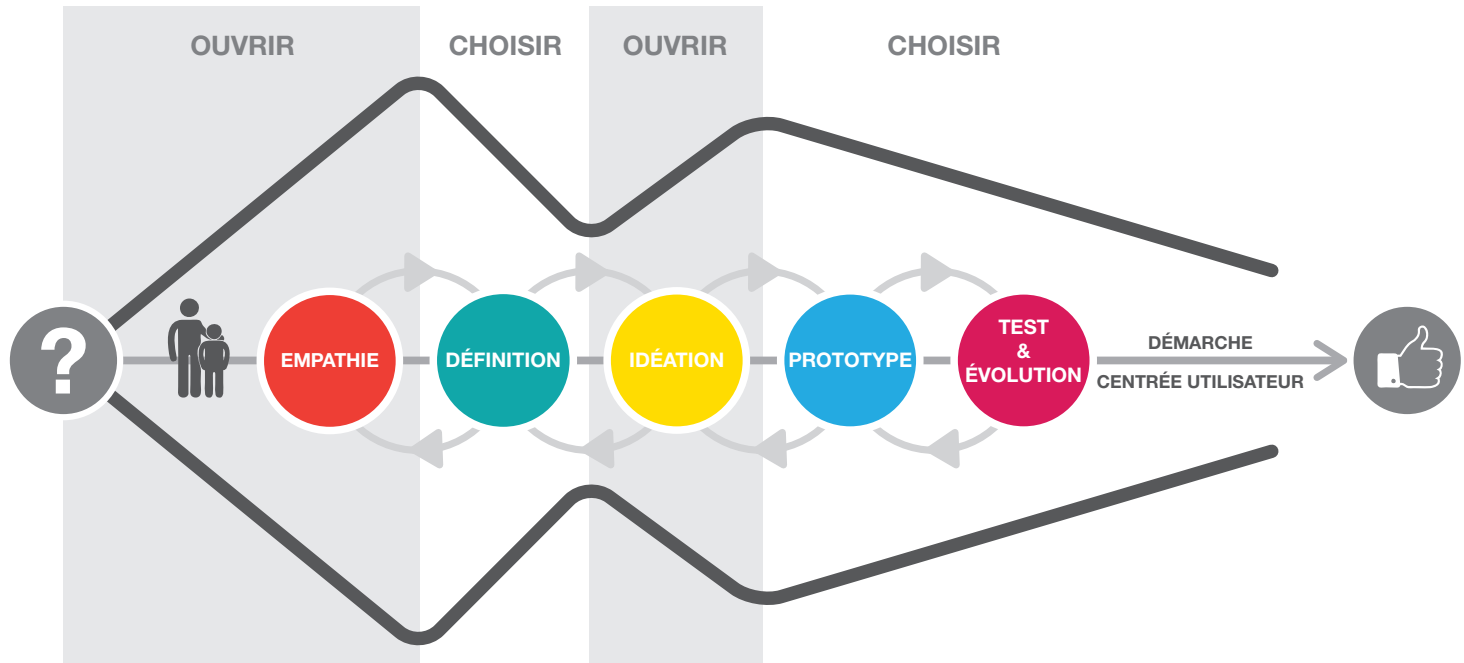 OUVRIR
CHOISIR
OUVRIR
CHOISIR
?
EMPATHIE
DÉFINITION
IDÉATION
PROTOTYPE
TEST
&
ÉVOLUTION
DÉMARCHE
CENTRÉE UTILISATEUR